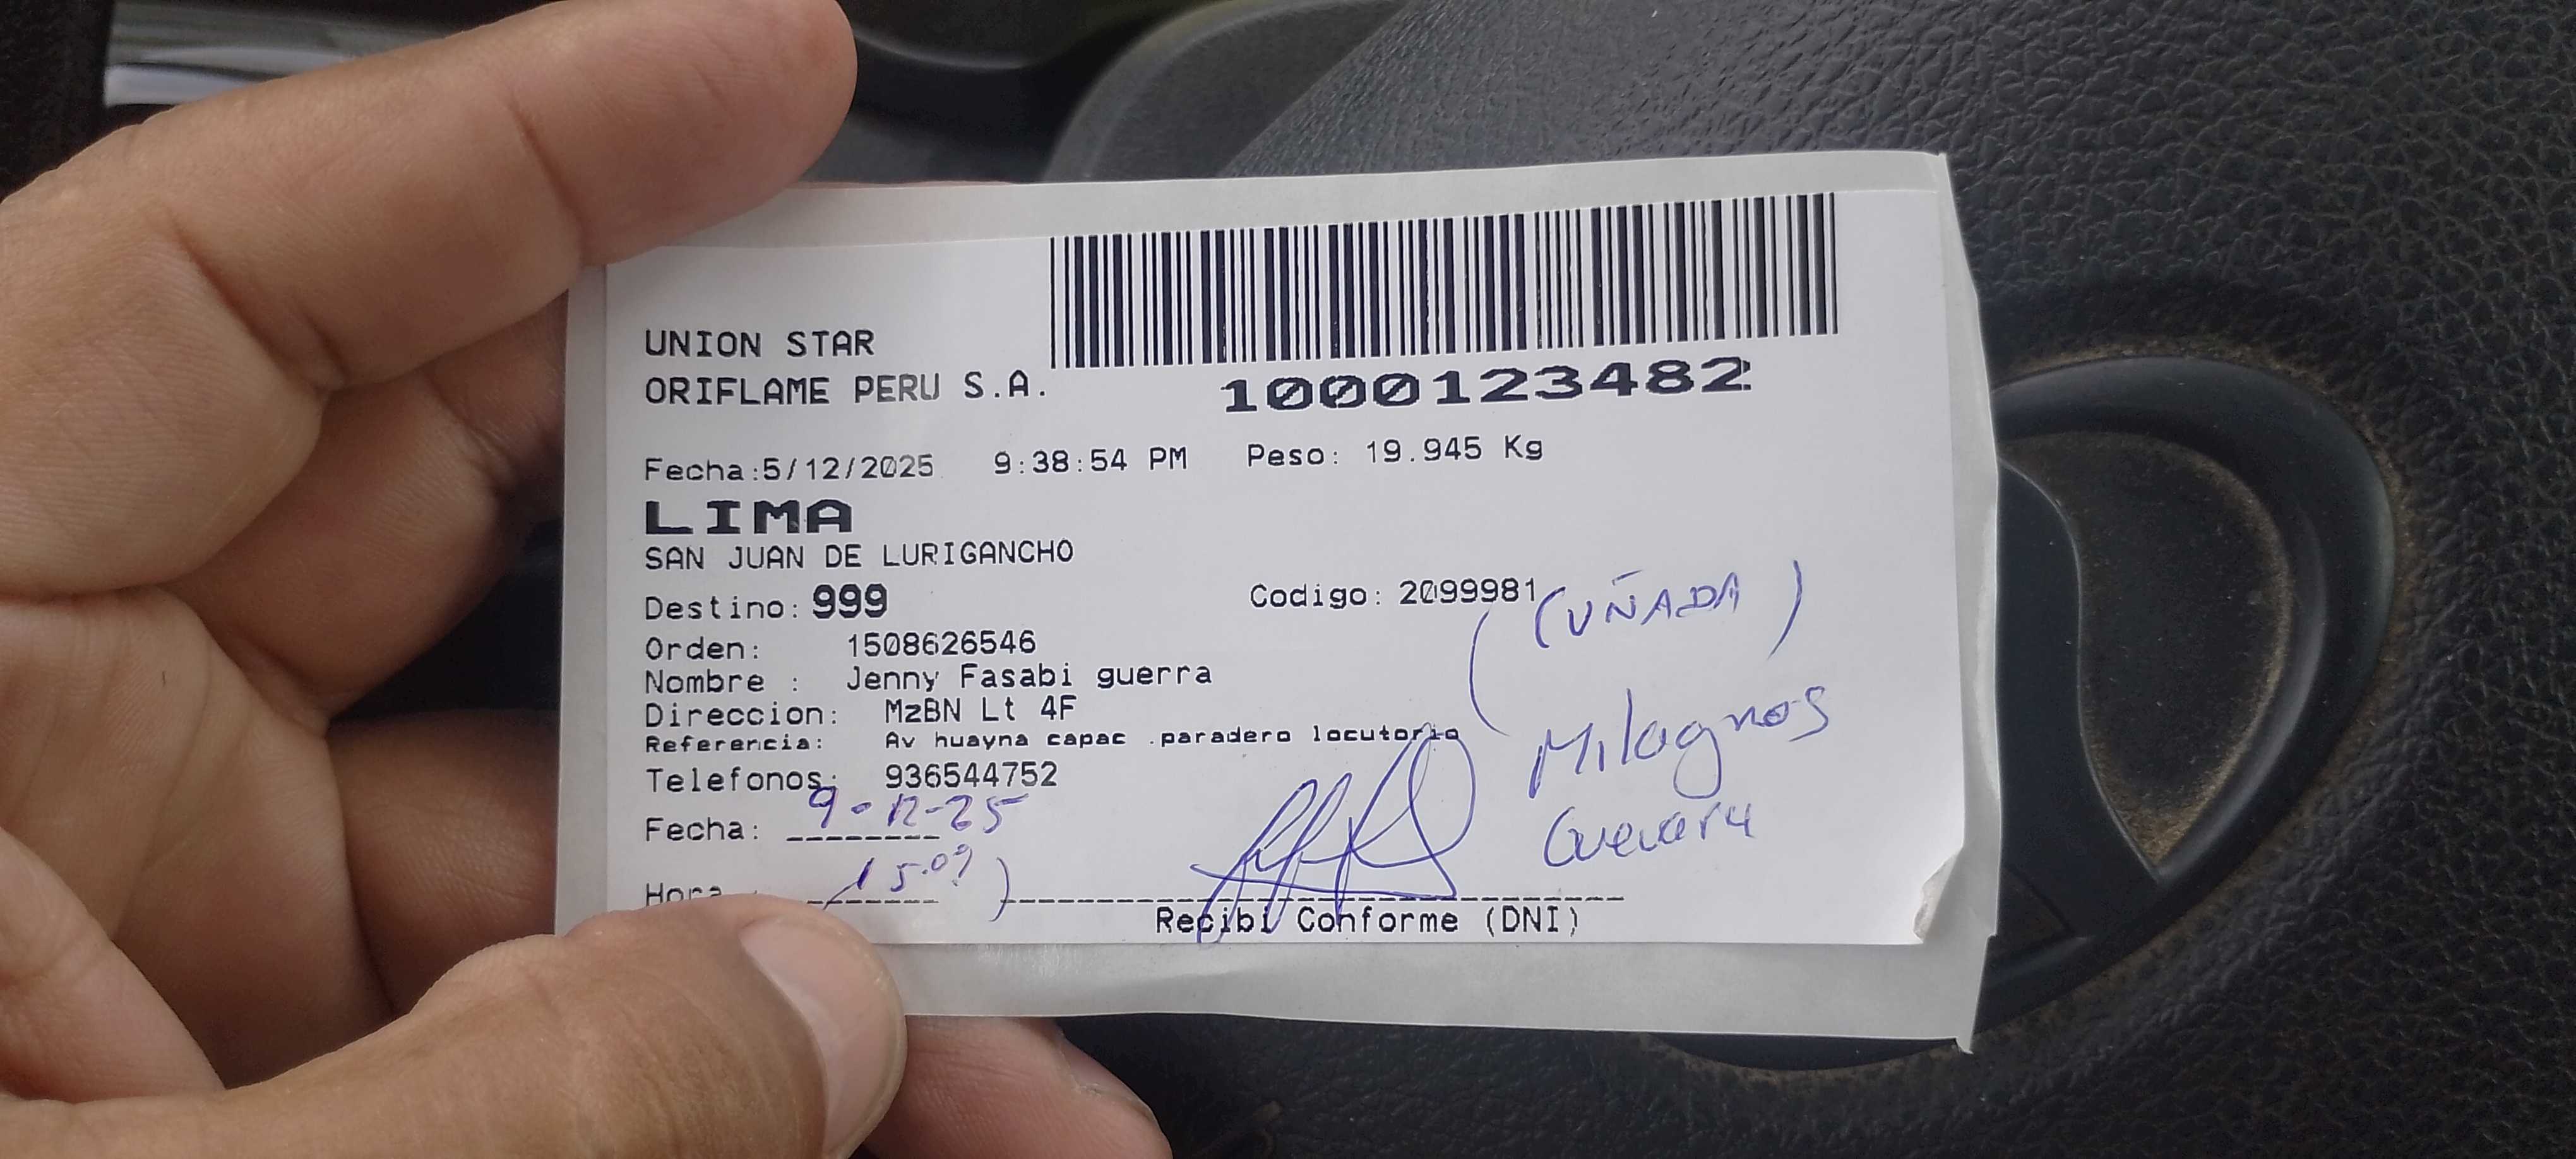 UNION STAR
ORIFLAME PERU S.A.
1000123482
Fecha:5/12/2025 9:38:54 PM Peso: 19.945 Kg
LIMA
SAN JUAN DE LURIGANCHO
Destino: 999 Codigo: 2099981
(CUÑADA)
Orden: 1508626546
Nombre : Jenny Fasabi guerra
Direccion: MzBN Lt 4F
Referencia: Av huayna capac .paradero locutorio
Milagros
Telefonos: 936544752
Guevara
Fecha: 9-12-25
Hora 15.09
Recibi Conforme (DNI)